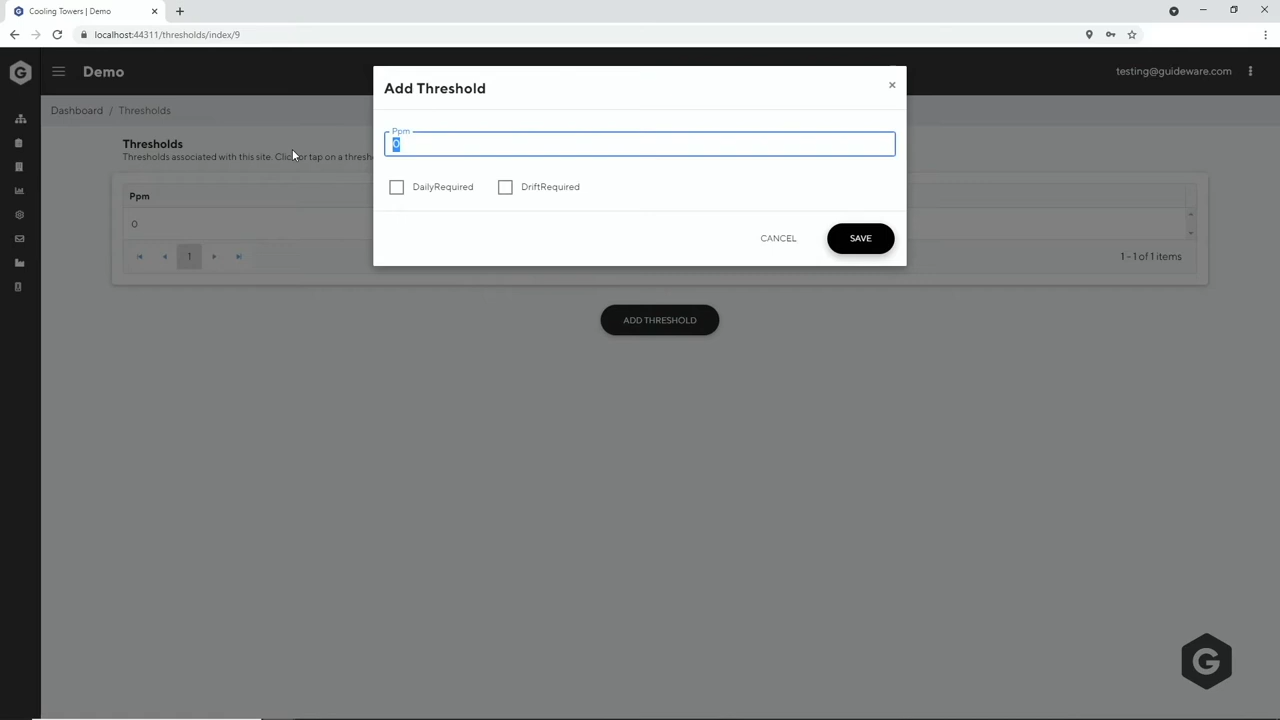 Cooling Towers | Demo
localhost:44311/thresholds/index/9
Demo
testing@guideware.com
Dashboard / Thresholds
Add Threshold
Ppm
0
DailyRequired
DriftRequired
CANCEL
SAVE
Thresholds
Thresholds associated with this site. Click or tap on a
Ppm
0
1
1 - 1 of 1 items
ADD THRESHOLD
G